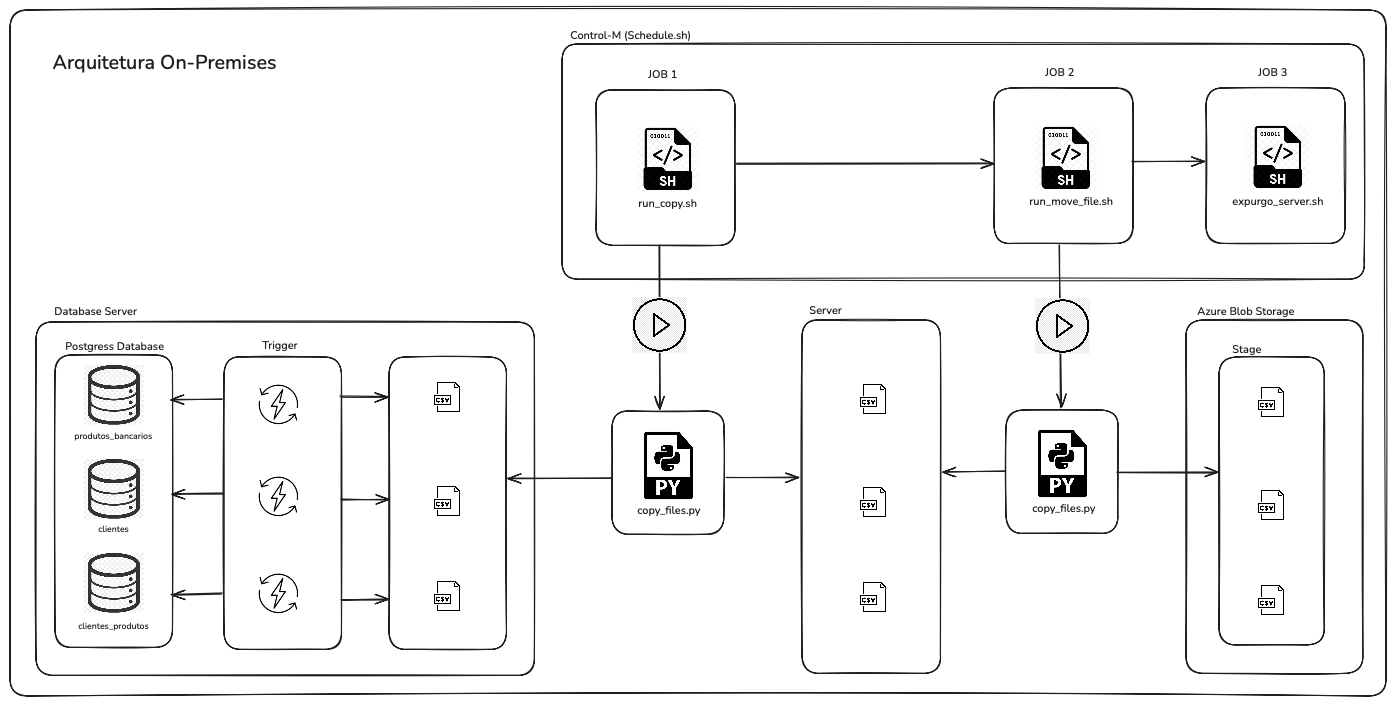 Arquitetura On-Premises
Control-M (Schedule.sh)
JOB 1
JOB 2
JOB 3
010011
</>
SH
run_copy.sh
010011
</>
SH
run_move_file.sh
010011
</>
SH
expurgo_server.sh
Database Server
Postgress Database
Trigger
produtos_bancarios
clientes
clientes_produtos
CSV
CSV
CSV
PY
copy_files.py
Server
CSV
CSV
CSV
PY
copy_files.py
Azure Blob Storage
Stage
CSV
CSV
CSV